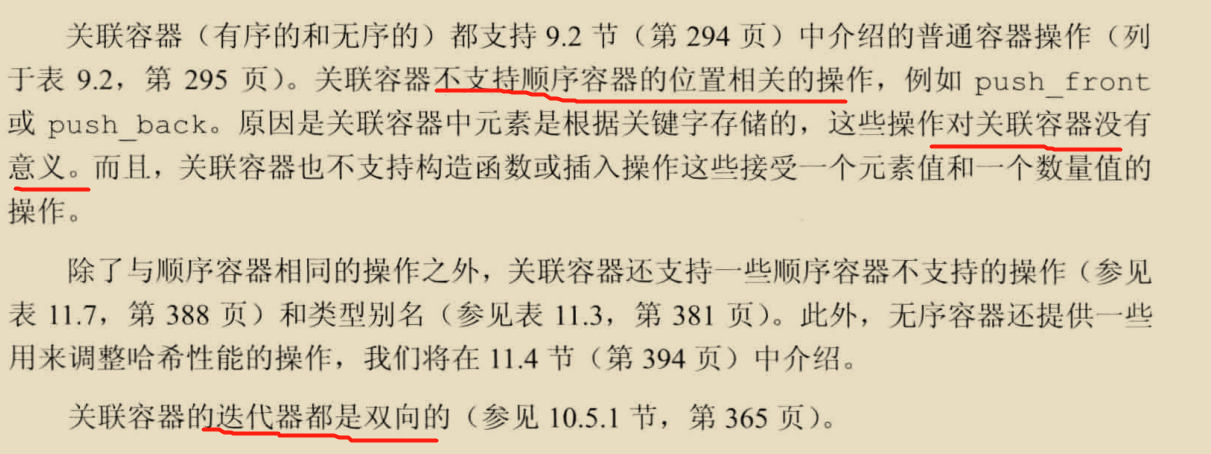 关联容器（有序的和无序的）都支持 9.2 节（第 294 页）中介绍的普通容器操作（列
于表 9.2，第 295 页）。关联容器不支持顺序容器的位置相关的操作，例如 push_front
或 push_back。原因是关联容器中元素是根据关键字存储的，这些操作对关联容器没有
意义。而且，关联容器也不支持构造函数或插入操作这些接受一个元素值和一个数量值的
操作。
除了与顺序容器相同的操作之外，关联容器还支持一些顺序容器不支持的操作（参见
表 11.7，第 388 页）和类型别名（参见表 11.3，第 381 页）。此外，无序容器还提供一些
用来调整哈希性能的操作，我们将在 11.4 节（第 394 页）中介绍。
关联容器的迭代器都是双向的（参见 10.5.1 节，第 365 页）。